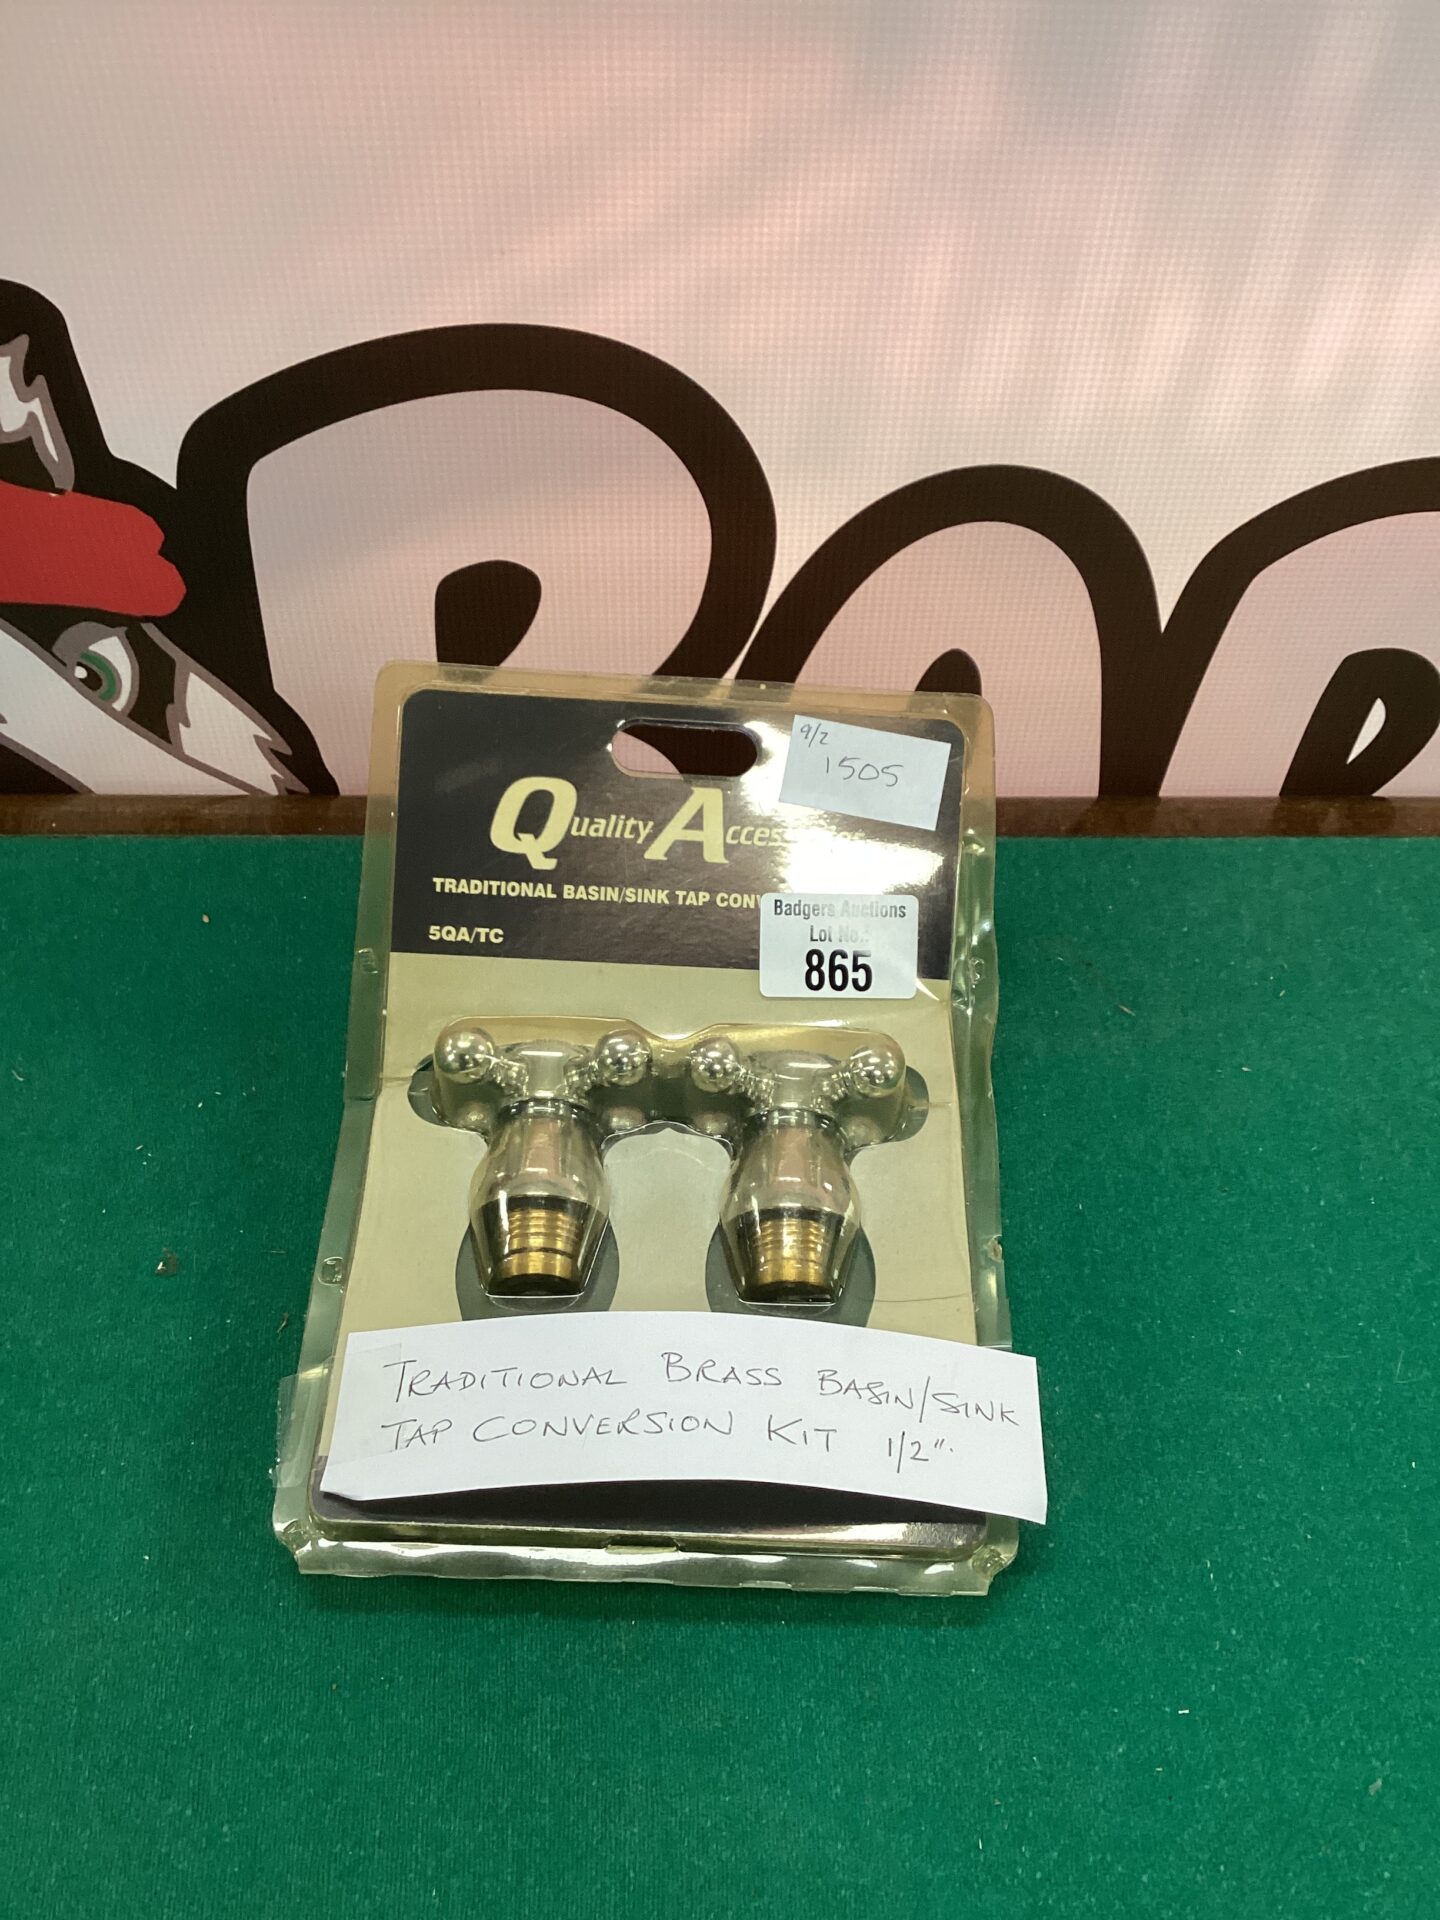 9/2
1505
Quality Acces
TRADITIONAL BASIN/SINK TAP CONV
5QA/TC
Badgers Auctions
Lot No.:
865
TRADITIONAL BRASS BASIN/SINK
TAP CONVERSION KIT 1/2".